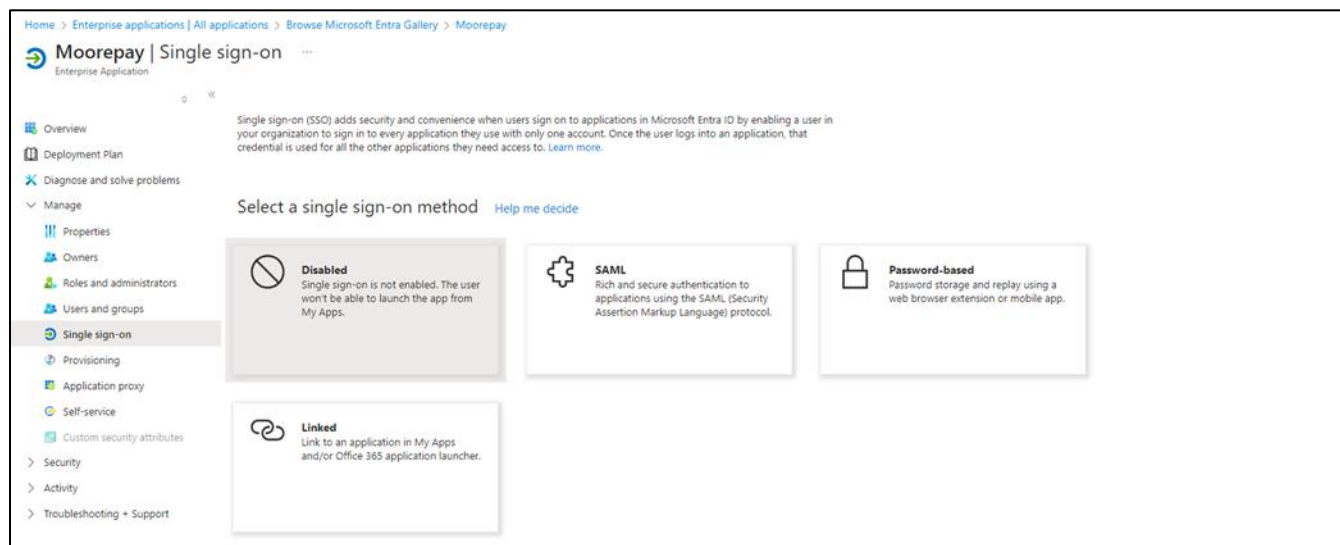 Home > Enterprise applications | All applications > Browse Microsoft Entra Gallery > Moorepay
Moorepay | Single sign-on ...
Enterprise Application
Overview
Deployment Plan
Diagnose and solve problems
Manage
Properties
Owners
Roles and administrators
Users and groups
Single sign-on
Provisioning
Application proxy
Self-service
Custom security attributes
Security
Activity
Troubleshooting + Support
Single sign-on (SSO) adds security and convenience when users sign on to applications in Microsoft Entra ID by enabling a user in
your organization to sign in to every application they use with only one account. Once the user logs into an application, that
credential is used for all the other applications they need access to. Learn more.
Select a single sign-on method Help me decide
Disabled
Single sign-on is not enabled. The user
won't be able to launch the app from
My Apps.
SAML
Rich and secure authentication to
applications using the SAML (Security
Assertion Markup Language) protocol.
Password-based
Password storage and replay using a
web browser extension or mobile app.
Linked
Link to an application in My Apps
and/or Office 365 application launcher.